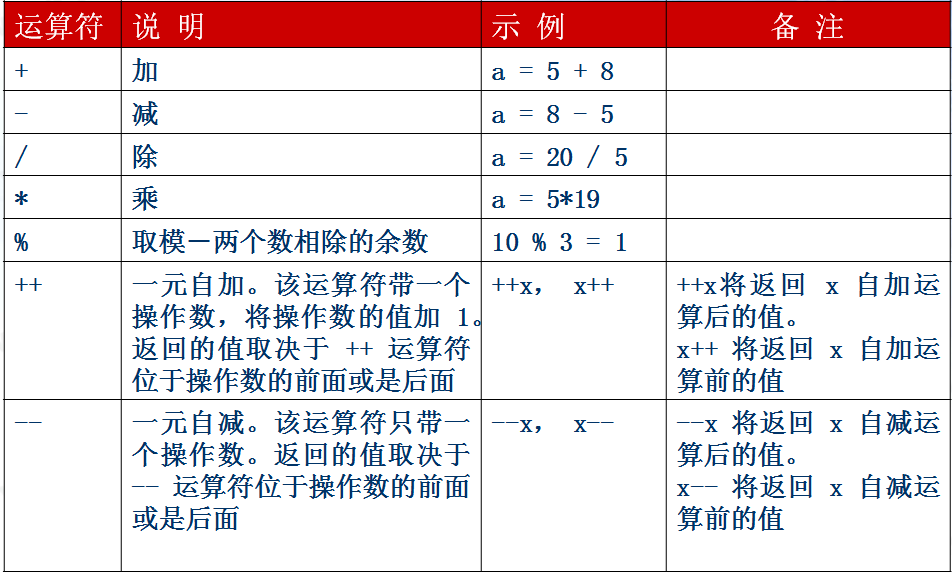 运算符 说 明 示 例 备 注
+ 加 a = 5 + 8
- 减 a = 8 - 5
/ 除 a = 20 / 5
* 乘 a = 5*19
% 取模－两个数相除的余数 10 % 3 = 1
++ 一元自加。该运算符带一个 ++x， x++ ++x将返回 x 自加运
操作数，将操作数的值加 1。 算后的值。
返回的值取决于 ++ 运算符 x++ 将返回 x 自加运
位于操作数的前面或是后面 算前的值
-- 一元自减。该运算符只带一 --x， x-- --x 将返回 x 自减运
个操作数。返回的值取决于 算后的值。
-- 运算符位于操作数的前面 x-- 将返回 x 自减运
或是后面 算前的值